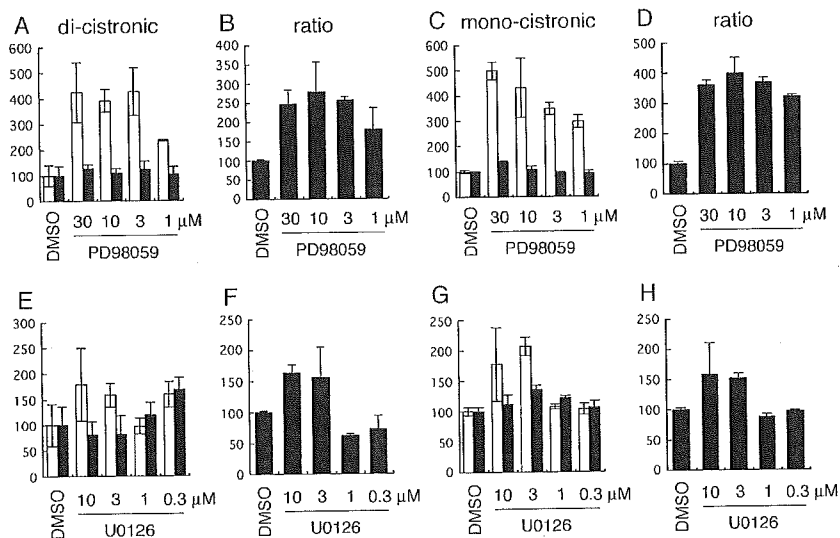 A di-cistronic B ratio C mono-cistronic D ratio
600 400 600 500
500 350 500 400
400 300 400 300
300 250 300 200
200 200 200 100
100 150 100 0
0 100 0
50
0
DMSO 30 10 3 1 DMSO 30 10 3 1 μM DMSO 30 10 3 1 DMSO 30 10 3 1 μM
PD98059 PD98059 PD98059 PD98059
E F G H
300 250 250 250
250 200 200 200
200 150 150 150
150 100 100 100
100 50 50 50
50 0 0 0
0
DMSO 10 3 1 0.3 μM DMSO 10 3 1 0.3 μM DMSO 10 3 1 0.3 μM DMSO 10 3 1 0.3 μM
U0126 U0126 U0126 U0126